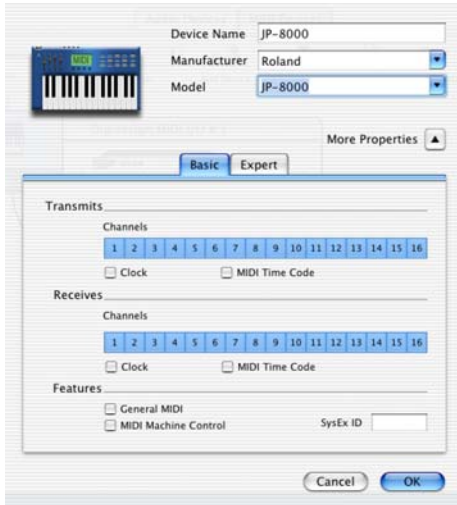 Device Name JP-8000
Manufacturer Roland
MIDI
Model JP-8000
More Properties
Basic Expert
Transmits
Channels
1 2 3 4 5 6 7 8 9 10 11 12 13 14 15 16
Clock MIDI Time Code
Receives
Channels
1 2 3 4 5 6 7 8 9 10 11 12 13 14 15 16
Clock MIDI Time Code
Features
General MIDI
MIDI Machine Control SysEx ID
Cancel OK